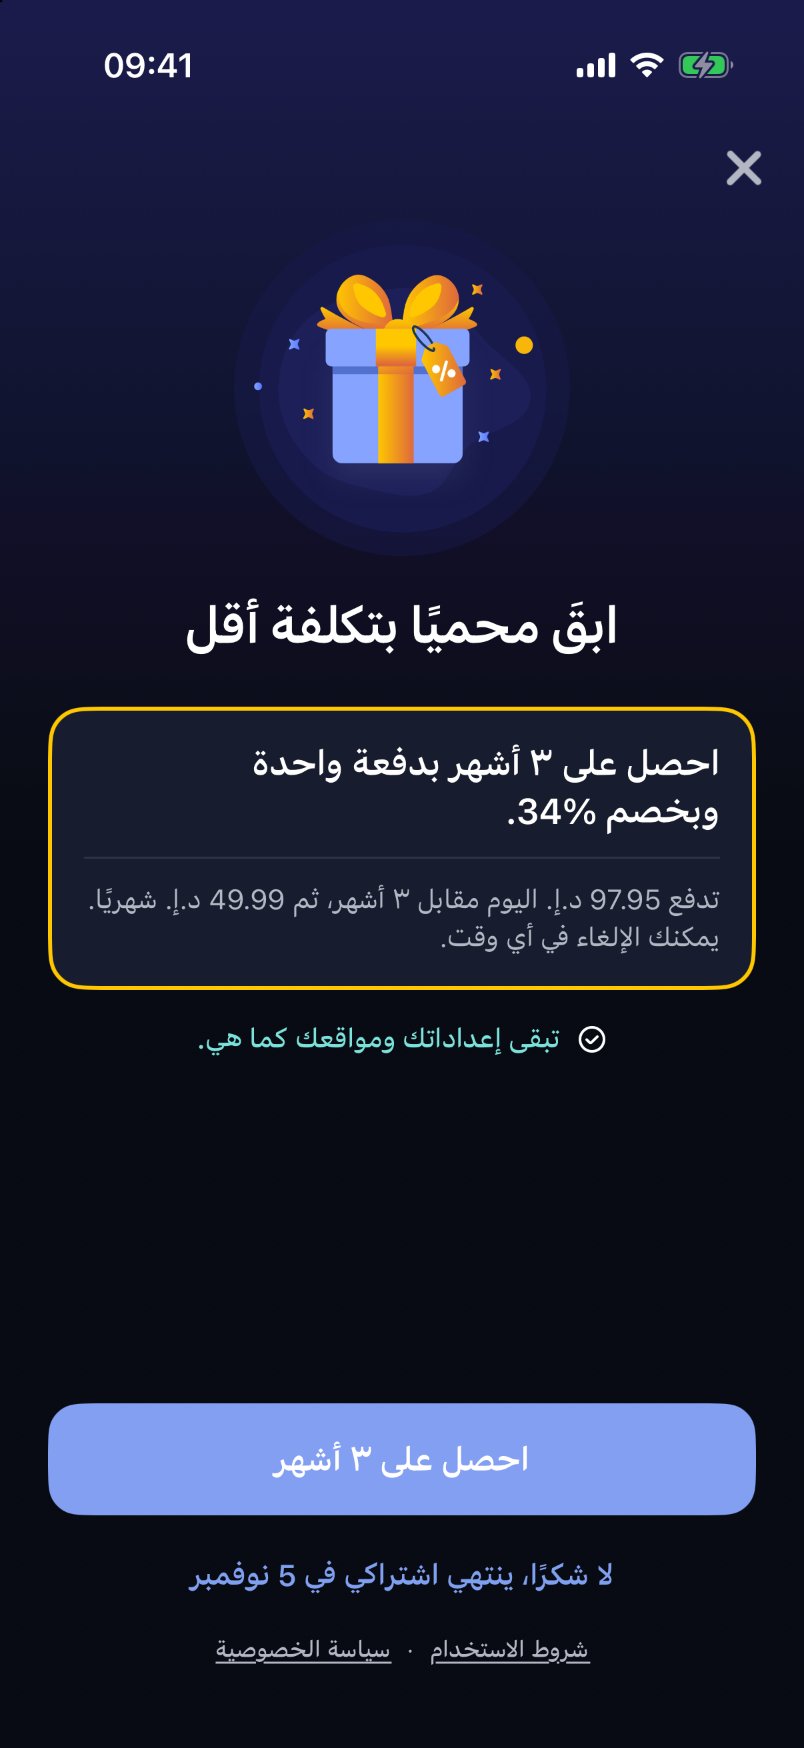 09:41
%
ابقَ محميًا بتكلفة أقل
احصل على ٣ أشهر بدفعة واحدة
وبخصم 34%.
تدفع 97.95 د.إ. اليوم مقابل ٣ أشهر، ثم 49.99 د.إ. شهريًا.
يمكنك الإلغاء في أي وقت.
تبقى إعداداتك ومواقعك كما هي.
احصل على ٣ أشهر
لا شكرًا، ينتهي اشتراكي في 5 نوفمبر
شروط الاستخدام · سياسة الخصوصية